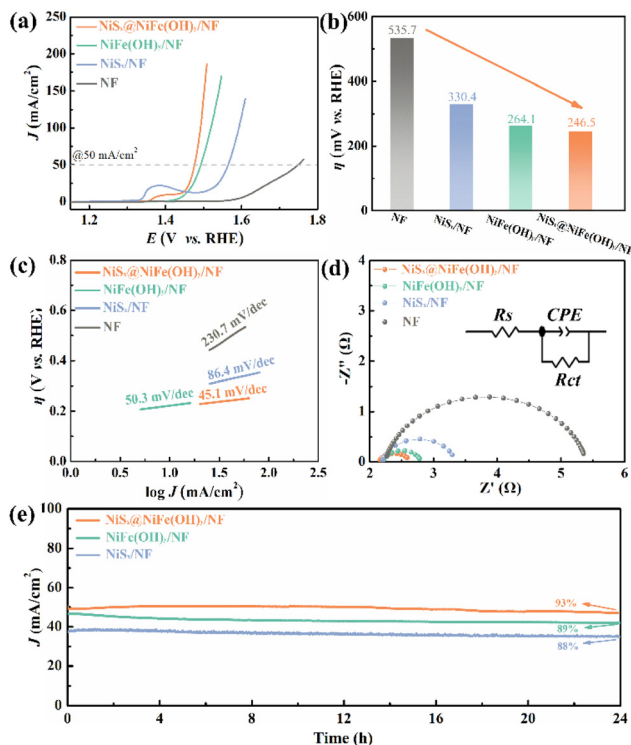 (a)
NiSx@NiFe(OH)y/NF
NiFe(OH)y/NF
NiSx/NF
NF
@50 mA/cm²
J (mA/cm²)
250
200
150
100
50
0
1.2 1.4 1.6 1.8
E (V vs. RHE)
(b)
535.7
330.4
264.1
246.5
η (mV vs. RHE)
600
400
200
0
NF NiSx/NF NiFe(OH)y/NF NiSx@NiFe(OH)y/NF
(c)
NiSx@NiFe(OH)y/NF
NiFe(OH)y/NF
NiSx/NF
NF
230.7 mV/dec
86.4 mV/dec
50.3 mV/dec
45.1 mV/dec
η (V vs. RHE)
0.8
0.6
0.4
0.2
0.0
0.0 0.5 1.0 1.5 2.0 2.5
log J (mA/cm²)
(d)
NiSx@NiFe(OH)y/NF
NiFe(OH)y/NF
NiSx/NF
NF
Rs CPE
Rct
-Z'' (Ω)
4
3
2
1
0
2 3 4 5 6
Z' (Ω)
(e)
NiSx@NiFe(OH)y/NF
NiFe(OH)y/NF
NiSx/NF
93%
89%
88%
J (mA/cm²)
100
80
60
40
20
0
0 4 8 12 16 20 24
Time (h)